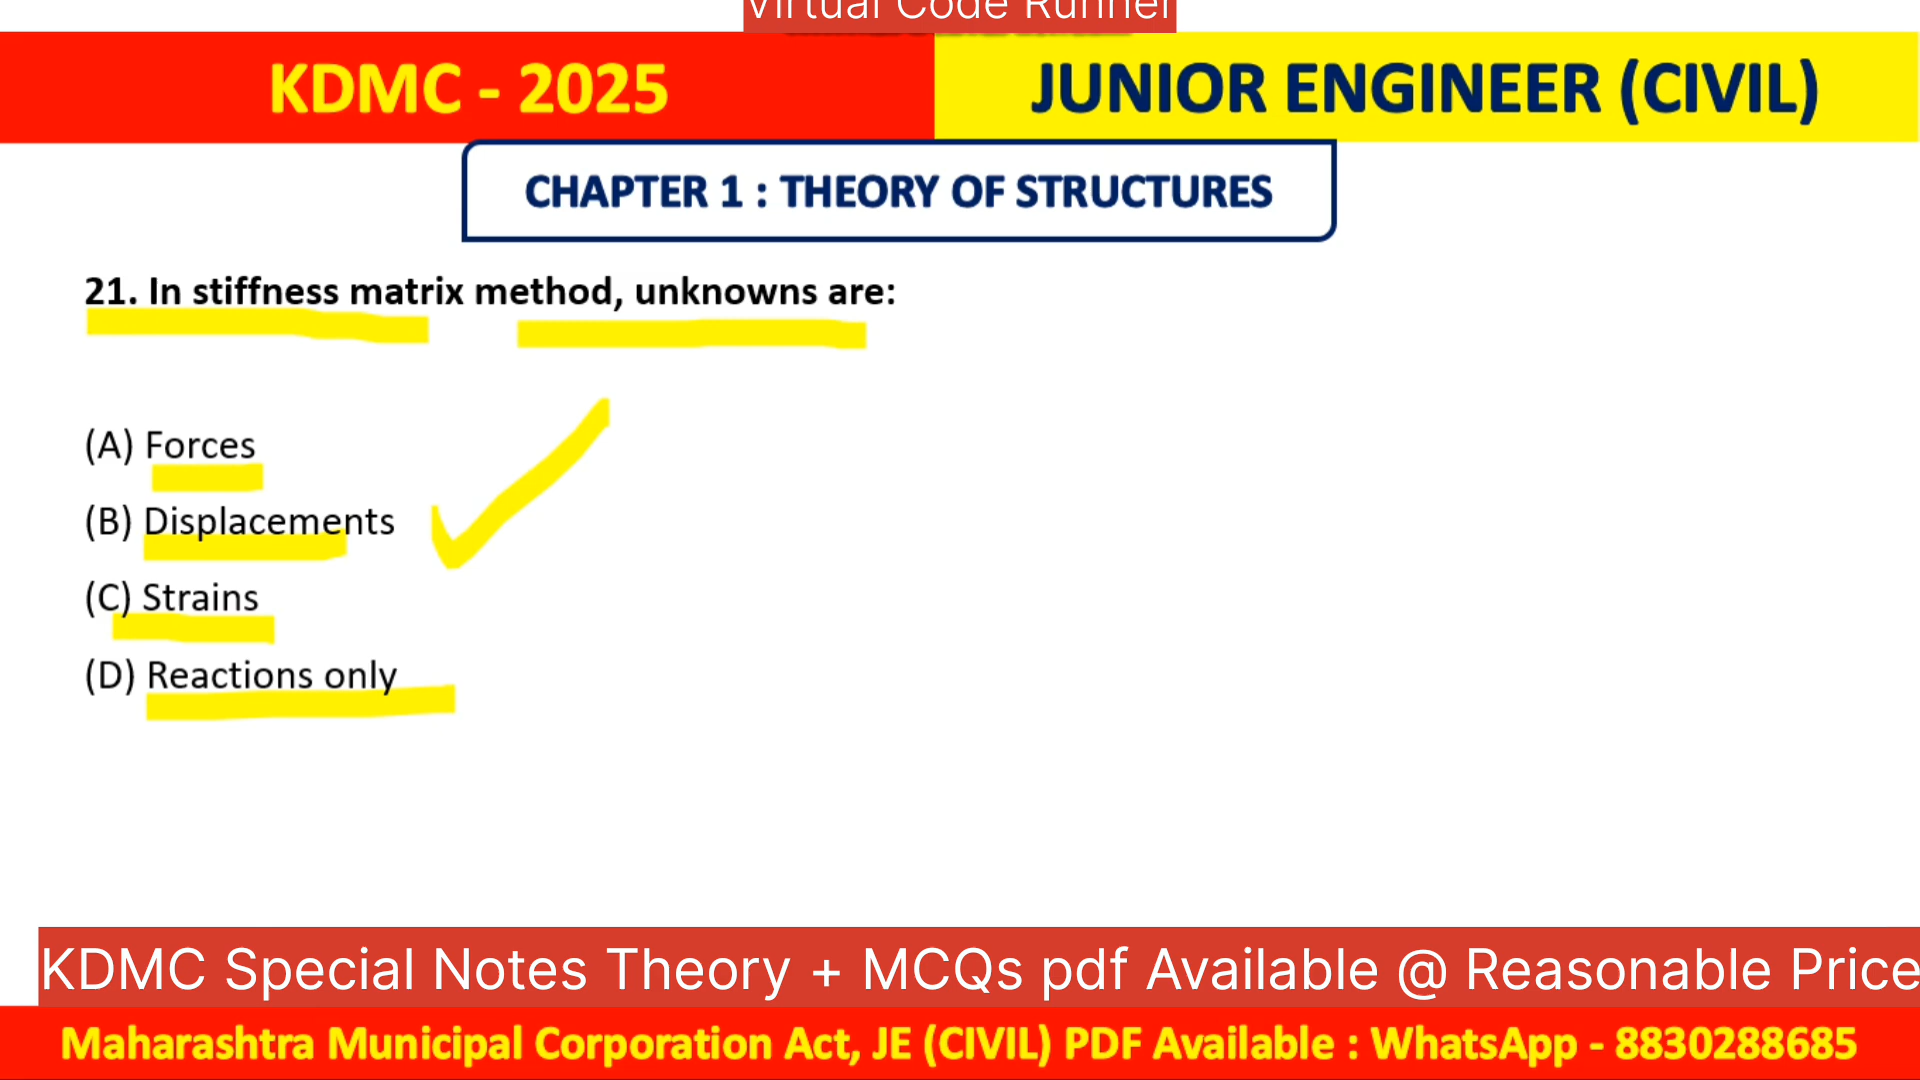 Virtual Code Runner
KDMC - 2025
JUNIOR ENGINEER (CIVIL)
CHAPTER 1 : THEORY OF STRUCTURES
21. In stiffness matrix method, unknowns are:
(A) Forces
(B) Displacements
(C) Strains
(D) Reactions only
KDMC Special Notes Theory + MCQs pdf Available @ Reasonable Price
Maharashtra Municipal Corporation Act, JE (CIVIL) PDF Available : WhatsApp - 8830288685